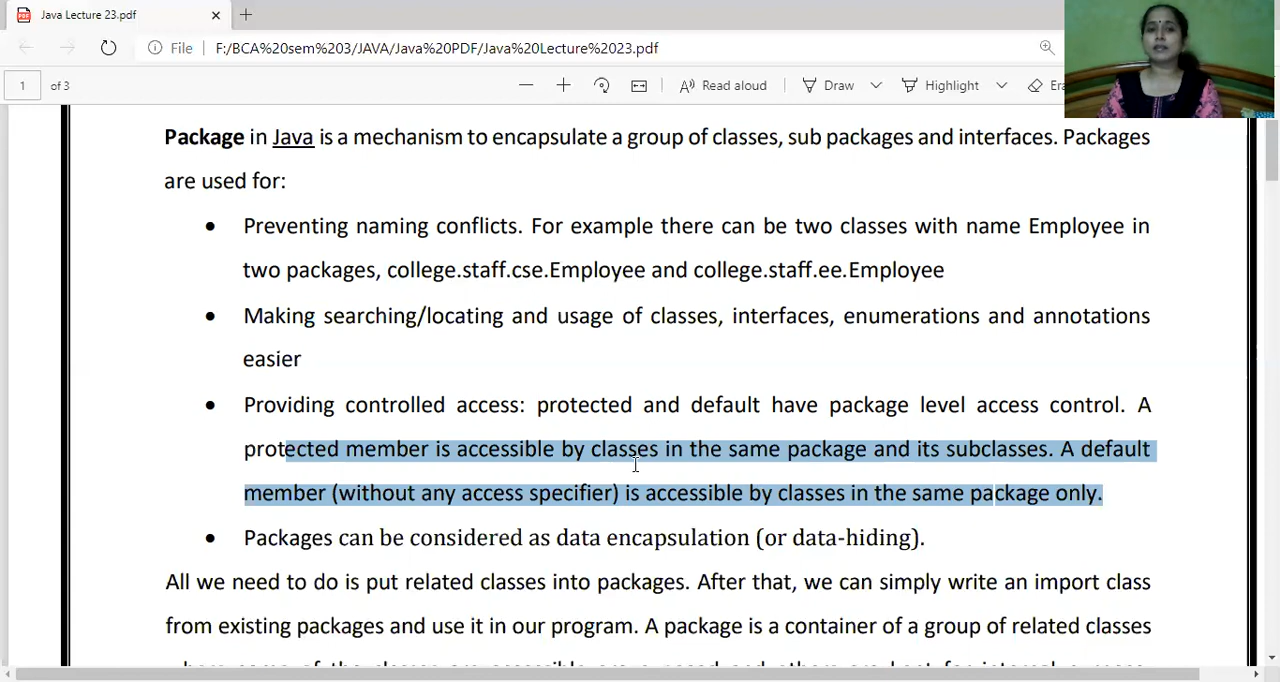 Java Lecture 23.pdf
File F:/BCA%20sem%203/JAVA/Java%20PDF/Java%20Lecture%2023.pdf
1 of 3 Read aloud Draw Highlight
Package in Java is a mechanism to encapsulate a group of classes, sub packages and interfaces. Packages
are used for:
• Preventing naming conflicts. For example there can be two classes with name Employee in
two packages, college.staff.cse.Employee and college.staff.ee.Employee
• Making searching/locating and usage of classes, interfaces, enumerations and annotations
easier
• Providing controlled access: protected and default have package level access control. A
protected member is accessible by classes in the same package and its subclasses. A default
member (without any access specifier) is accessible by classes in the same package only.
• Packages can be considered as data encapsulation (or data-hiding).
All we need to do is put related classes into packages. After that, we can simply write an import class
from existing packages and use it in our program. A package is a container of a group of related classes